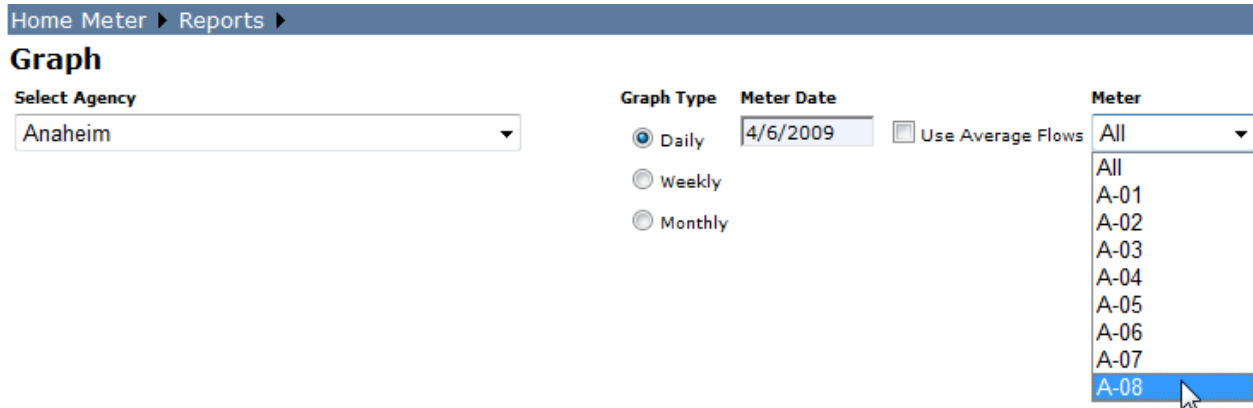 Home Meter Reports
Graph
Select Agency Graph Type Meter Date Meter
Anaheim Daily 4/6/2009 Use Average Flows All
Weekly All
Monthly A-01
A-02
A-03
A-04
A-05
A-06
A-07
A-08